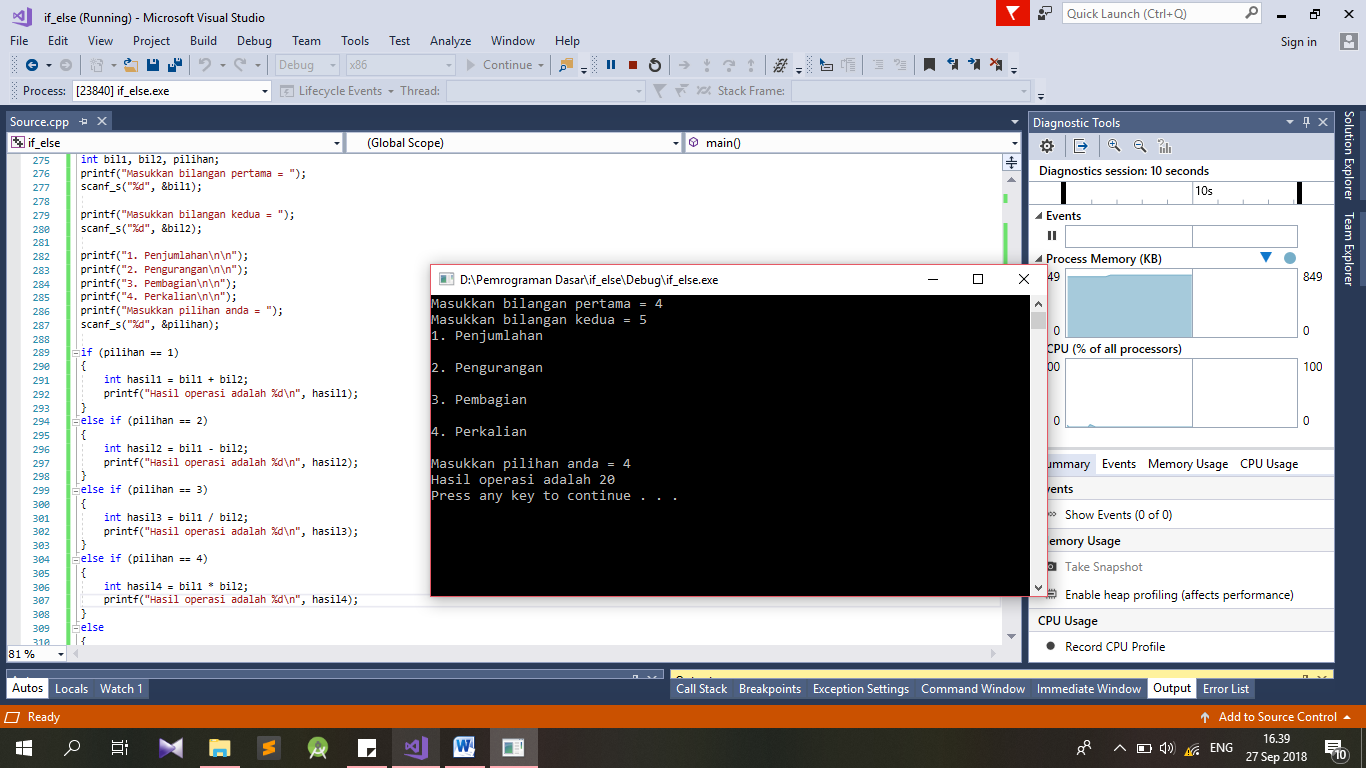 if_else (Running) - Microsoft Visual Studio
Quick Launch (Ctrl+Q)
File Edit View Project Build Debug Team Tools Test Analyze Window Help
Sign in
Debug x86 Continue
Process: [23840] if_else.exe Lifecycle Events Thread: Stack Frame:
Source.cpp
if_else (Global Scope) main()
275 int bil1, bil2, pilihan;
276 printf("Masukkan bilangan pertama = ");
277 scanf_s("%d", &bil1);
278
279 printf("Masukkan bilangan kedua = ");
280 scanf_s("%d", &bil2);
281
282 printf("1. Penjumlahan\n\n");
283 printf("2. Pengurangan\n\n");
284 printf("3. Pembagian\n\n");
285 printf("4. Perkalian\n\n");
286 printf("Masukkan pilihan anda = ");
287 scanf_s("%d", &pilihan);
288
289 if (pilihan == 1)
290 {
291 int hasil1 = bil1 + bil2;
292 printf("Hasil operasi adalah %d\n", hasil1);
293 }
294 else if (pilihan == 2)
295 {
296 int hasil2 = bil1 - bil2;
297 printf("Hasil operasi adalah %d\n", hasil2);
298 }
299 else if (pilihan == 3)
300 {
301 int hasil3 = bil1 / bil2;
302 printf("Hasil operasi adalah %d\n", hasil3);
303 }
304 else if (pilihan == 4)
305 {
306 int hasil4 = bil1 * bil2;
307 printf("Hasil operasi adalah %d\n", hasil4);
308 }
309 else
310 {
81 %
D:\Pemrograman Dasar\if_else\Debug\if_else.exe
Masukkan bilangan pertama = 4
Masukkan bilangan kedua = 5
1. Penjumlahan
2. Pengurangan
3. Pembagian
4. Perkalian
Masukkan pilihan anda = 4
Hasil operasi adalah 20
Press any key to continue . . .
Diagnostic Tools
Diagnostics session: 10 seconds
10s
Events
Process Memory (KB)
49 849
0 0
CPU (% of all processors)
00 100
0 0
ummary Events Memory Usage CPU Usage
vents
Show Events (0 of 0)
emory Usage
Take Snapshot
Enable heap profiling (affects performance)
CPU Usage
Record CPU Profile
Solution Explorer
Team Explorer
Autos Locals Watch 1
Call Stack Breakpoints Exception Settings Command Window Immediate Window Output Error List
Ready
Add to Source Control
ENG
16.39
27 Sep 2018
10